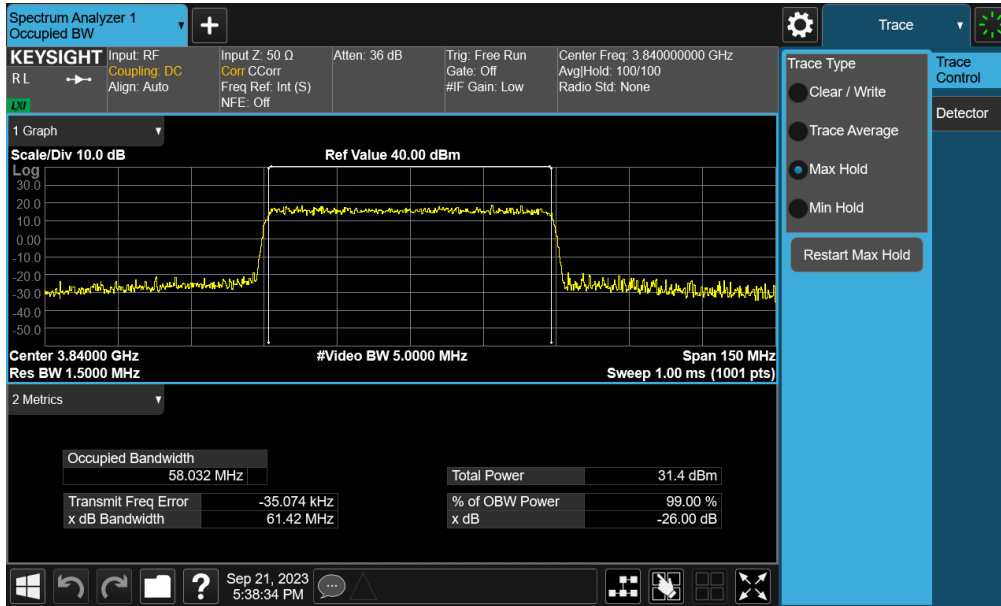 Spectrum Analyzer 1
Occupied BW
+
Trace
KEYSIGHT
R L
LXI
Input: RF
Coupling: DC
Align: Auto
Input Z: 50 Ω
Corr CCorr
Freq Ref: Int (S)
NFE: Off
Atten: 36 dB
Trig: Free Run
Gate: Off
#IF Gain: Low
Center Freq: 3.840000000 GHz
Avg|Hold: 100/100
Radio Std: None
1 Graph
Scale/Div 10.0 dB
Ref Value 40.00 dBm
Log
30.0
20.0
10.0
0.00
-10.0
-20.0
-30.0
-40.0
-50.0
Center 3.84000 GHz
#Video BW 5.0000 MHz
Span 150 MHz
Res BW 1.5000 MHz
Sweep 1.00 ms (1001 pts)
2 Metrics
Occupied Bandwidth
58.032 MHz
Total Power 31.4 dBm
Transmit Freq Error -35.074 kHz
% of OBW Power 99.00 %
x dB Bandwidth 61.42 MHz
x dB -26.00 dB
Trace Type
Clear / Write
Trace Average
Max Hold
Min Hold
Restart Max Hold
Trace
Control
Detector
?
Sep 21, 2023
5:38:34 PM